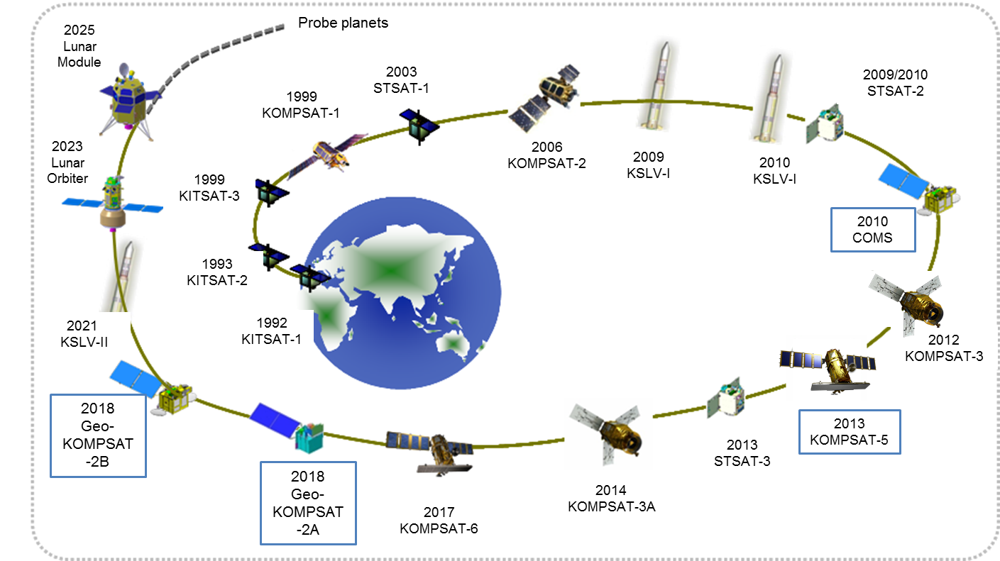 Probe planets
2025
Lunar
Module
2023
Lunar
Orbiter
1999
KOMPSAT-1
2003
STSAT-1
2006
KOMPSAT-2
2009
KSLV-I
2010
KSLV-I
2009/2010
STSAT-2
1999
KITSAT-3
1993
KITSAT-2
1992
KITSAT-1
2010
COMS
2012
KOMPSAT-3
2013
KOMPSAT-5
2013
STSAT-3
2014
KOMPSAT-3A
2017
KOMPSAT-6
2018
Geo-
KOMPSAT
-2A
2018
Geo-
KOMPSAT
-2B
2021
KSLV-II